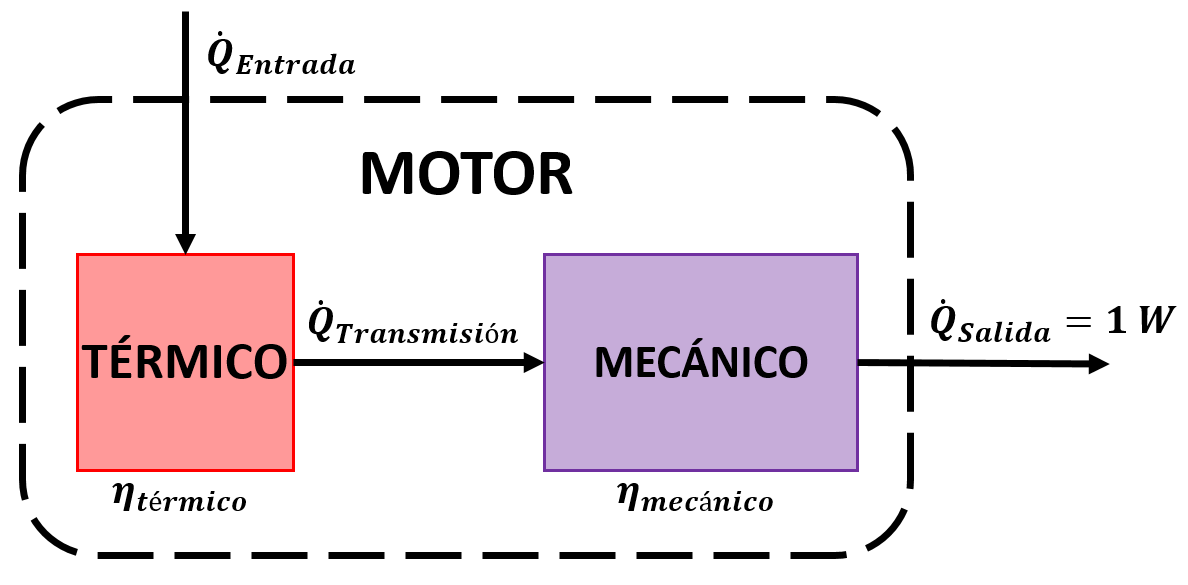 Q̇Entrada
MOTOR
Q̇Transmisión
Q̇Salida = 1 W
TÉRMICO
MECÁNICO
ηtérmico
ηmecánico